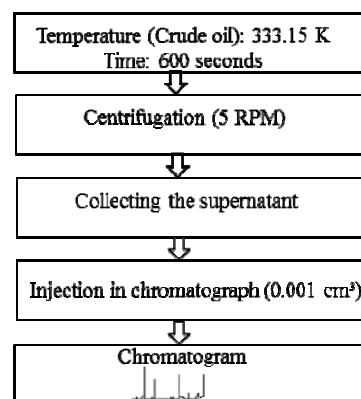 Temperature (Crude oil): 333.15 K
Time: 600 seconds
Centrifugation (5 RPM)
Collecting the supernatant
Injection in chromatograph (0.001 cm³)
Chromatogram